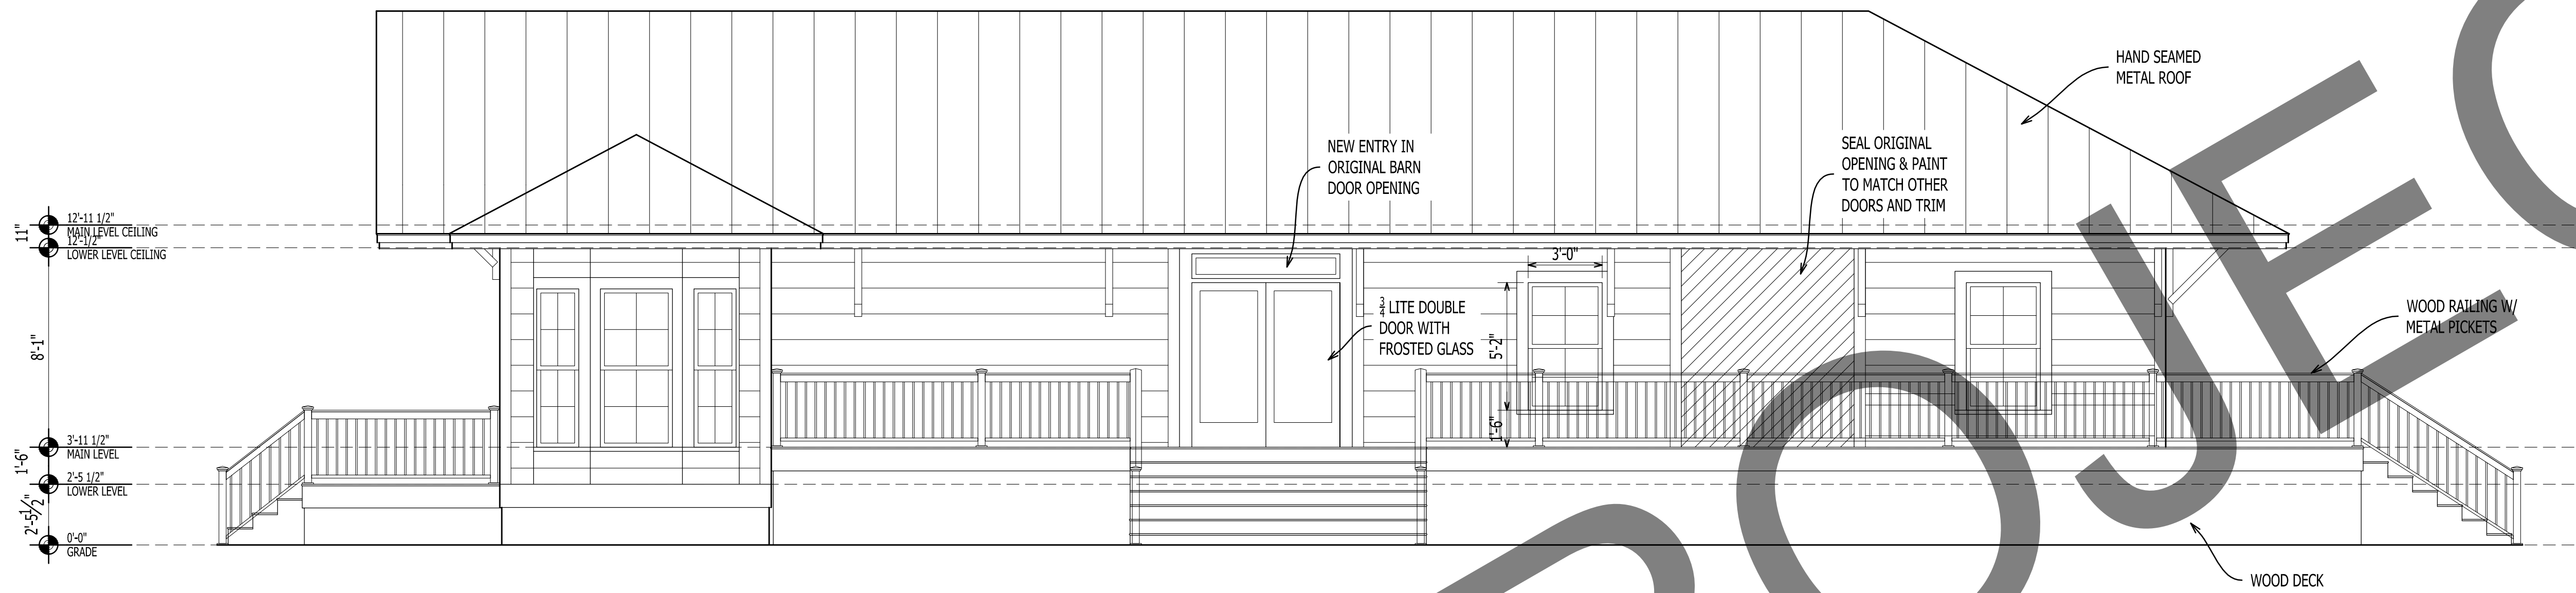 HAND SEAMED
METAL ROOF
NEW ENTRY IN
ORIGINAL BARN
DOOR OPENING
SEAL ORIGINAL
OPENING & PAINT
TO MATCH OTHER
DOORS AND TRIM
12'-11 1/2"
MAIN LEVEL CEILING
11"
12'-1/2"
LOWER LEVEL CEILING
3'-0"
3/4 LITE DOUBLE
DOOR WITH
FROSTED GLASS
5'-2"
1'-6"
WOOD RAILING W/
METAL PICKETS
8'-1"
3'-11 1/2"
MAIN LEVEL
1'-6"
2'-5 1/2"
LOWER LEVEL
2'-5 1/2"
0'-0"
GRADE
WOOD DECK
OJEC